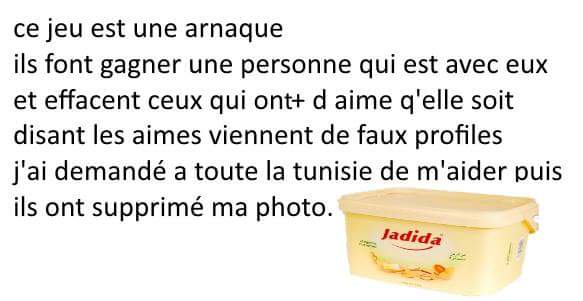 ce jeu est une arnaque
ils font gagner une personne qui est avec eux
et effacent ceux qui ont+ d aime q'elle soit
disant les aimes viennent de faux profiles
j'ai demandé a toute la tunisie de m'aider puis
ils ont supprimé ma photo.
Jadida